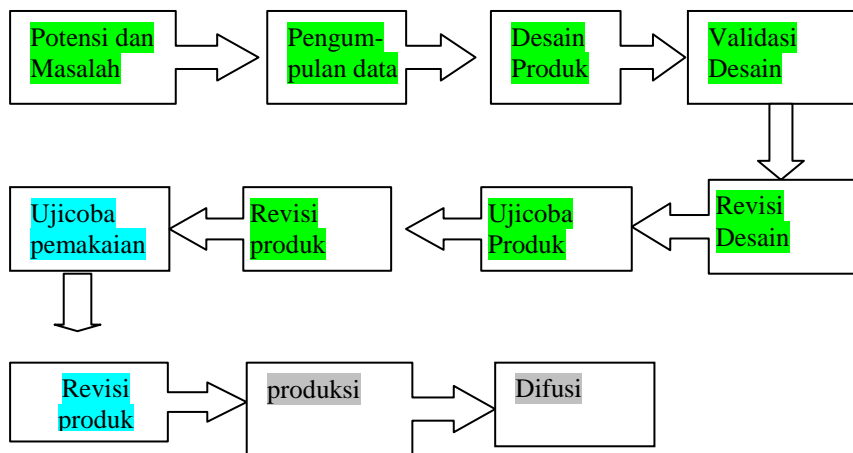 Potensi dan
Masalah
Pengum-
pulan data
Desain
Produk
Validasi
Desain
Revisi
Desain
Ujicoba
Produk
Revisi
produk
Ujicoba
pemakaian
Revisi
produk
produksi
Difusi